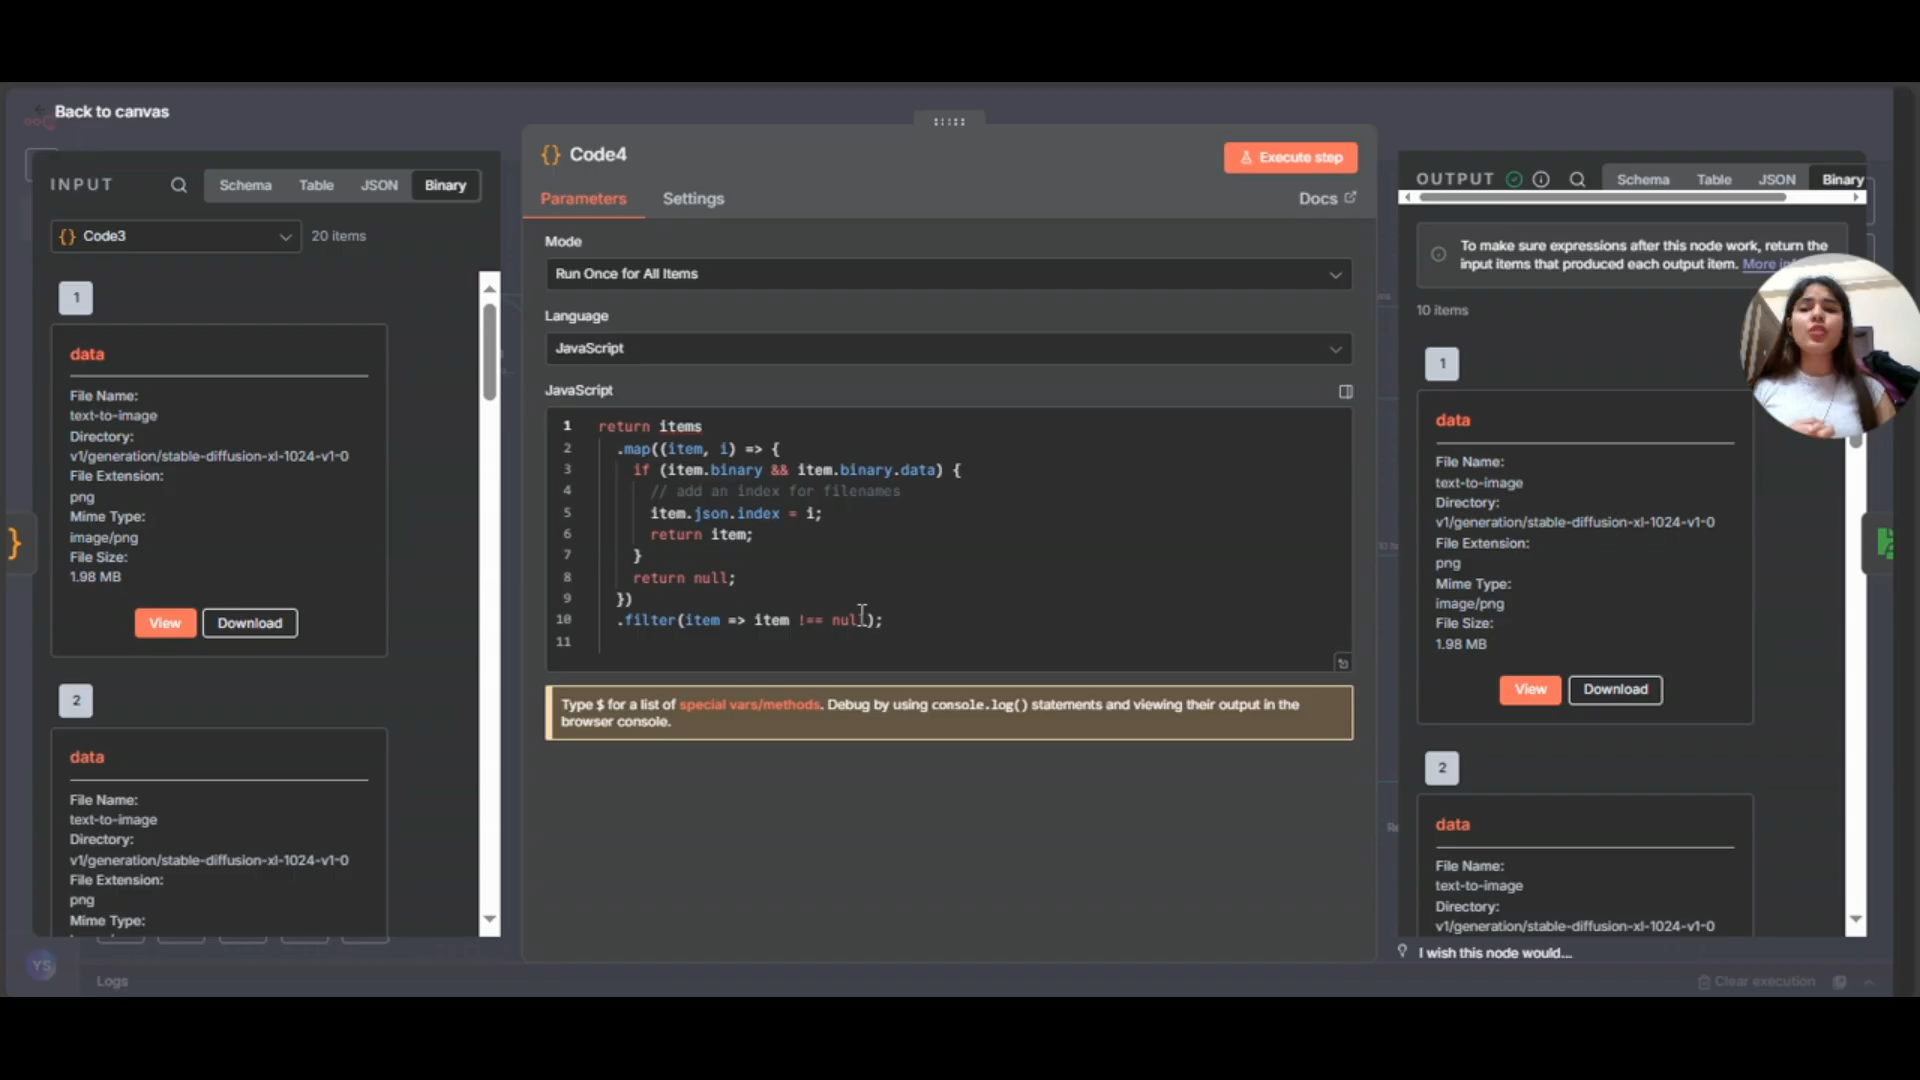 Back to canvas
INPUT
Schema
Table
JSON
Binary
Code3
20 items
1
data
File Name:
text-to-image
Directory:
v1/generation/stable-diffusion-xl-1024-v1-0
File Extension:
png
Mime Type:
image/png
File Size:
1.98 MB
View
Download
2
data
File Name:
text-to-image
Directory:
v1/generation/stable-diffusion-xl-1024-v1-0
File Extension:
png
Mime Type:
YS
Logs
Code4
Execute step
Parameters
Settings
Docs
Mode
Run Once for All Items
Language
JavaScript
JavaScript
1 return items
2 .map((item, i) => {
3 if (item.binary && item.binary.data) {
4 // add an index for filenames
5 item.json.index = i;
6 return item;
7 }
8 return null;
9 })
10 .filter(item => item !== null);
11
Type $ for a list of special vars/methods. Debug by using console.log() statements and viewing their output in the
browser console.
OUTPUT
Schema
Table
JSON
Binary
To make sure expressions after this node work, return the
input items that produced each output item. More
10 items
1
data
File Name:
text-to-image
Directory:
v1/generation/stable-diffusion-xl-1024-v1-0
File Extension:
png
Mime Type:
image/png
File Size:
1.98 MB
View
Download
2
data
File Name:
text-to-image
Directory:
v1/generation/stable-diffusion-xl-1024-v1-0
I wish this node would...
Clear execution